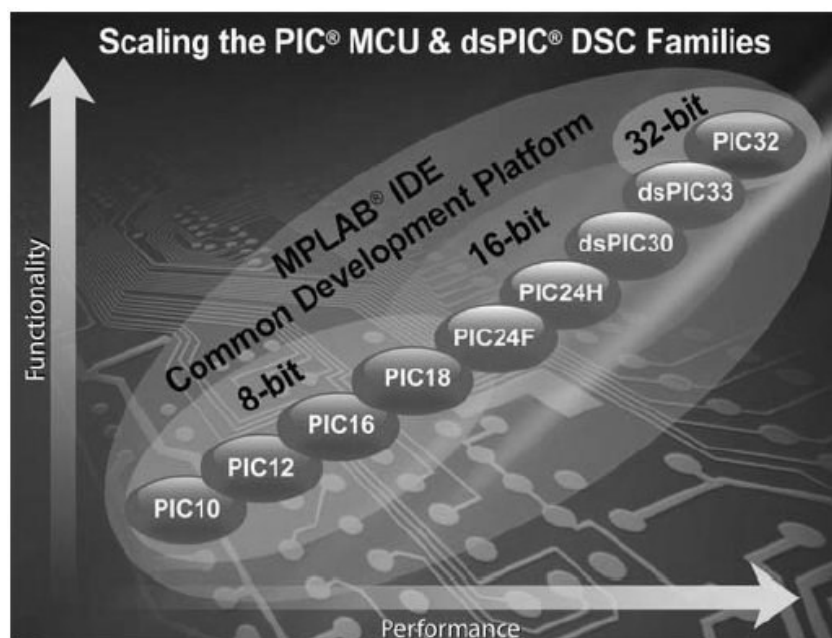 Scaling the PIC® MCU & dsPIC® DSC Families
Functionality
MPLAB® IDE
Common Development Platform
32-bit
PIC32
dsPIC33
16-bit
dsPIC30
PIC24H
PIC24F
8-bit
PIC18
PIC16
PIC12
PIC10
Performance